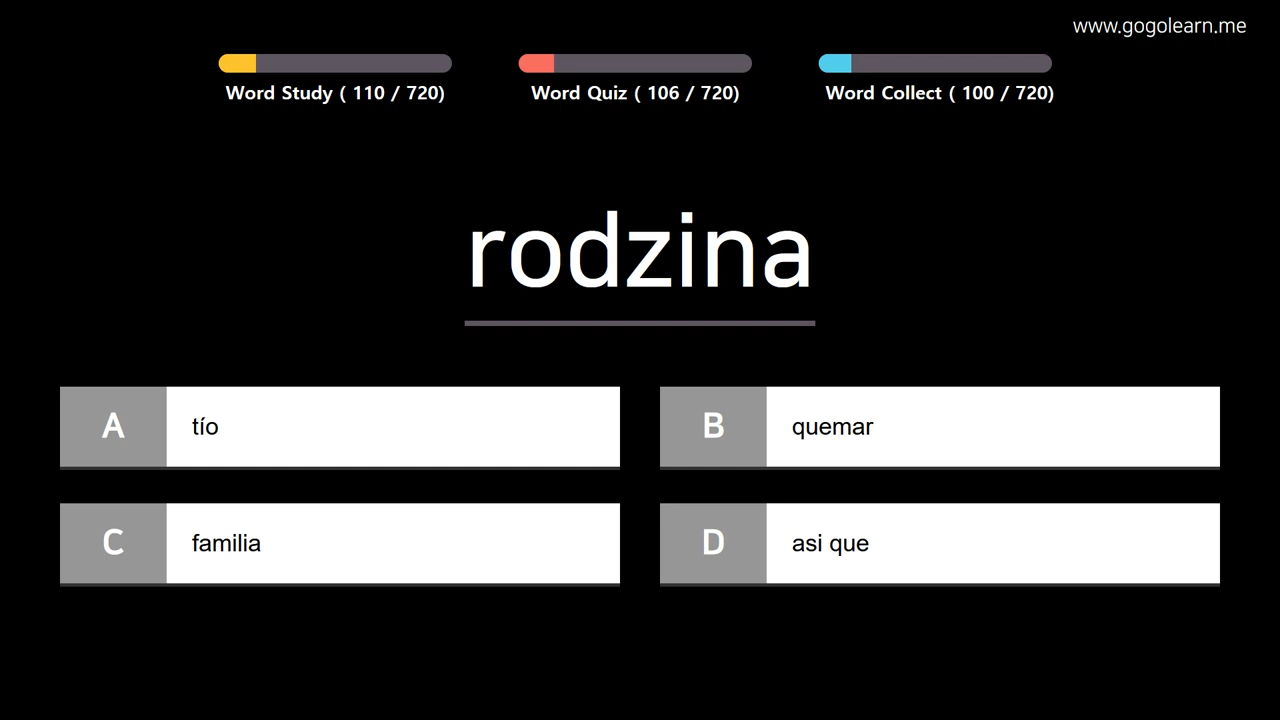 www.gogolearn.me
Word Study ( 110 / 720)
Word Quiz ( 106 / 720)
Word Collect ( 100 / 720)
rodzina
A tío
B quemar
C familia
D asi que